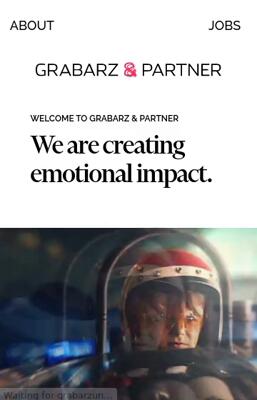 ABOUT
JOBS
GRABARZ & PARTNER
WELCOME TO GRABARZ & PARTNER
We are creating
emotional impact.
Waiting for grabarzun...